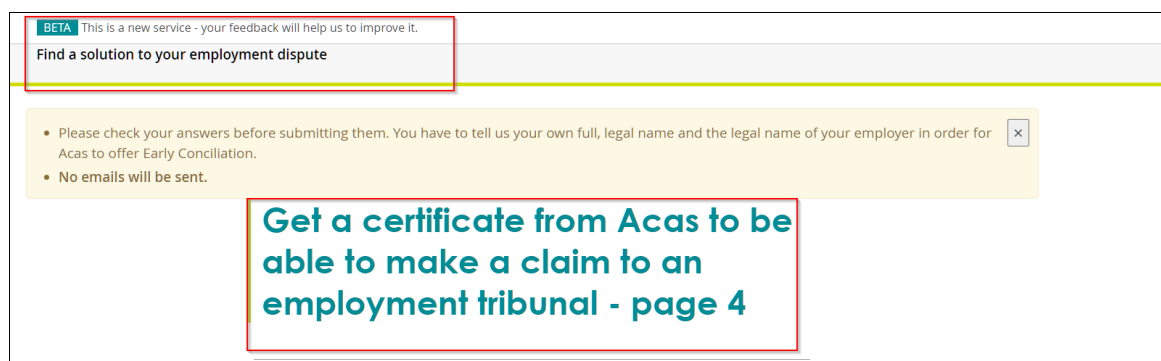 BETA This is a new service - your feedback will help us to improve it.
Find a solution to your employment dispute
• Please check your answers before submitting them. You have to tell us your own full, legal name and the legal name of your employer in order for
Acas to offer Early Conciliation.
• No emails will be sent.
×
Get a certificate from Acas to be
able to make a claim to an
employment tribunal - page 4